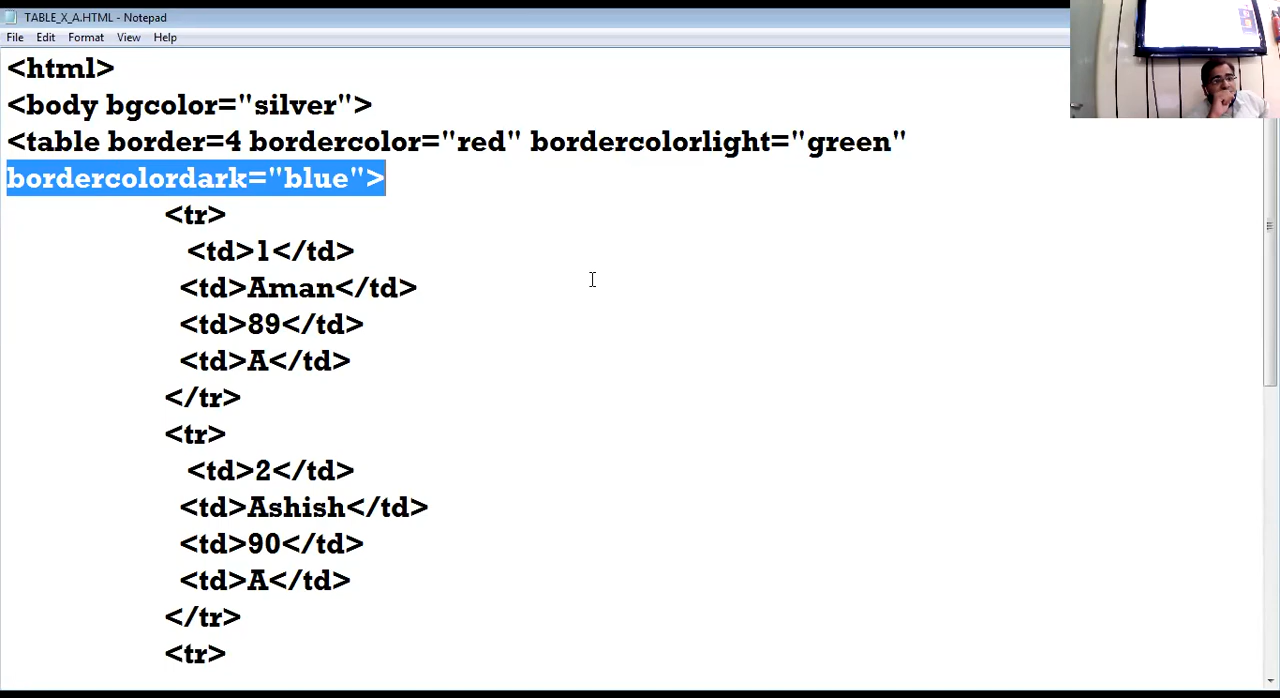 TABLE_X_A.HTML - Notepad
File Edit Format View Help
<html>
<body bgcolor="silver">
<table border=4 bordercolor="red" bordercolorlight="green"
bordercolordark="blue">
<tr>
<td>1</td>
<td>Aman</td>
<td>89</td>
<td>A</td>
</tr>
<tr>
<td>2</td>
<td>Ashish</td>
<td>90</td>
<td>A</td>
</tr>
<tr>